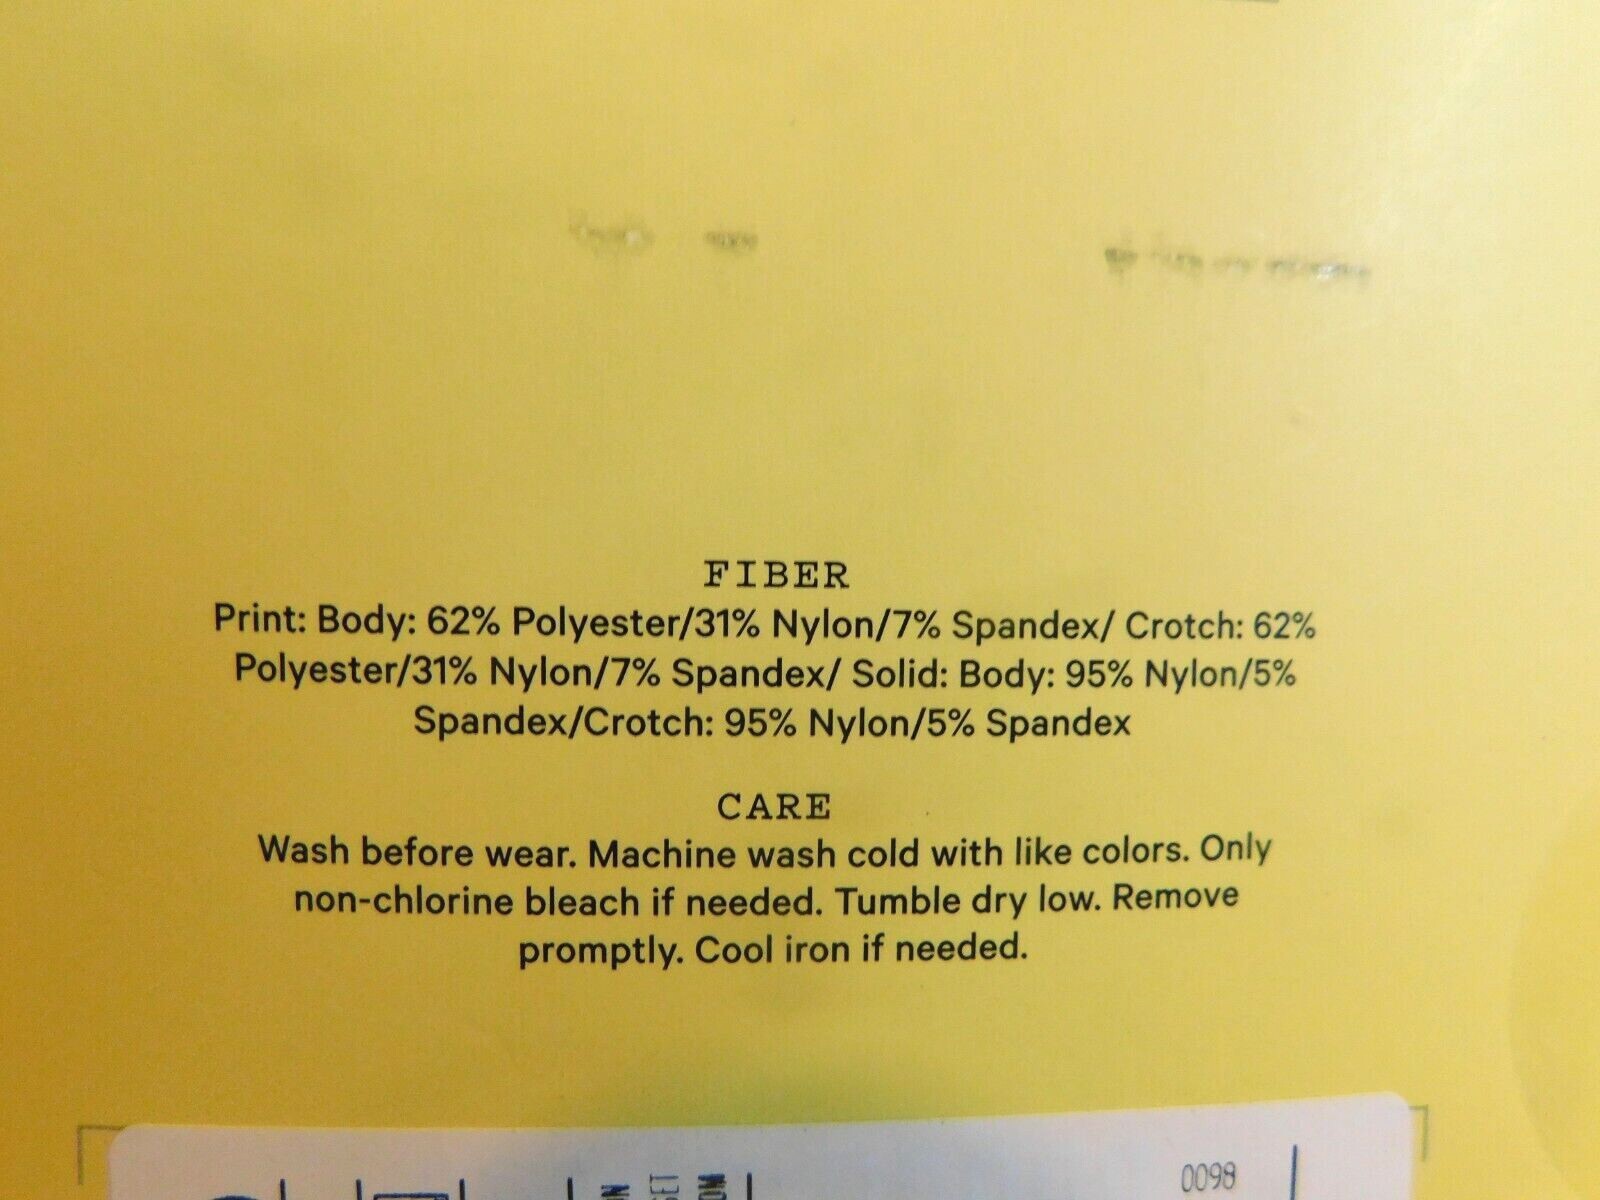 FIBER
Print: Body: 62% Polyester/31% Nylon/7% Spandex/ Crotch: 62%
Polyester/31% Nylon/7% Spandex/ Solid: Body: 95% Nylon/5%
Spandex/Crotch: 95% Nylon/5% Spandex
CARE
Wash before wear. Machine wash cold with like colors. Only
non-chlorine bleach if needed. Tumble dry low. Remove
promptly. Cool iron if needed.
0098